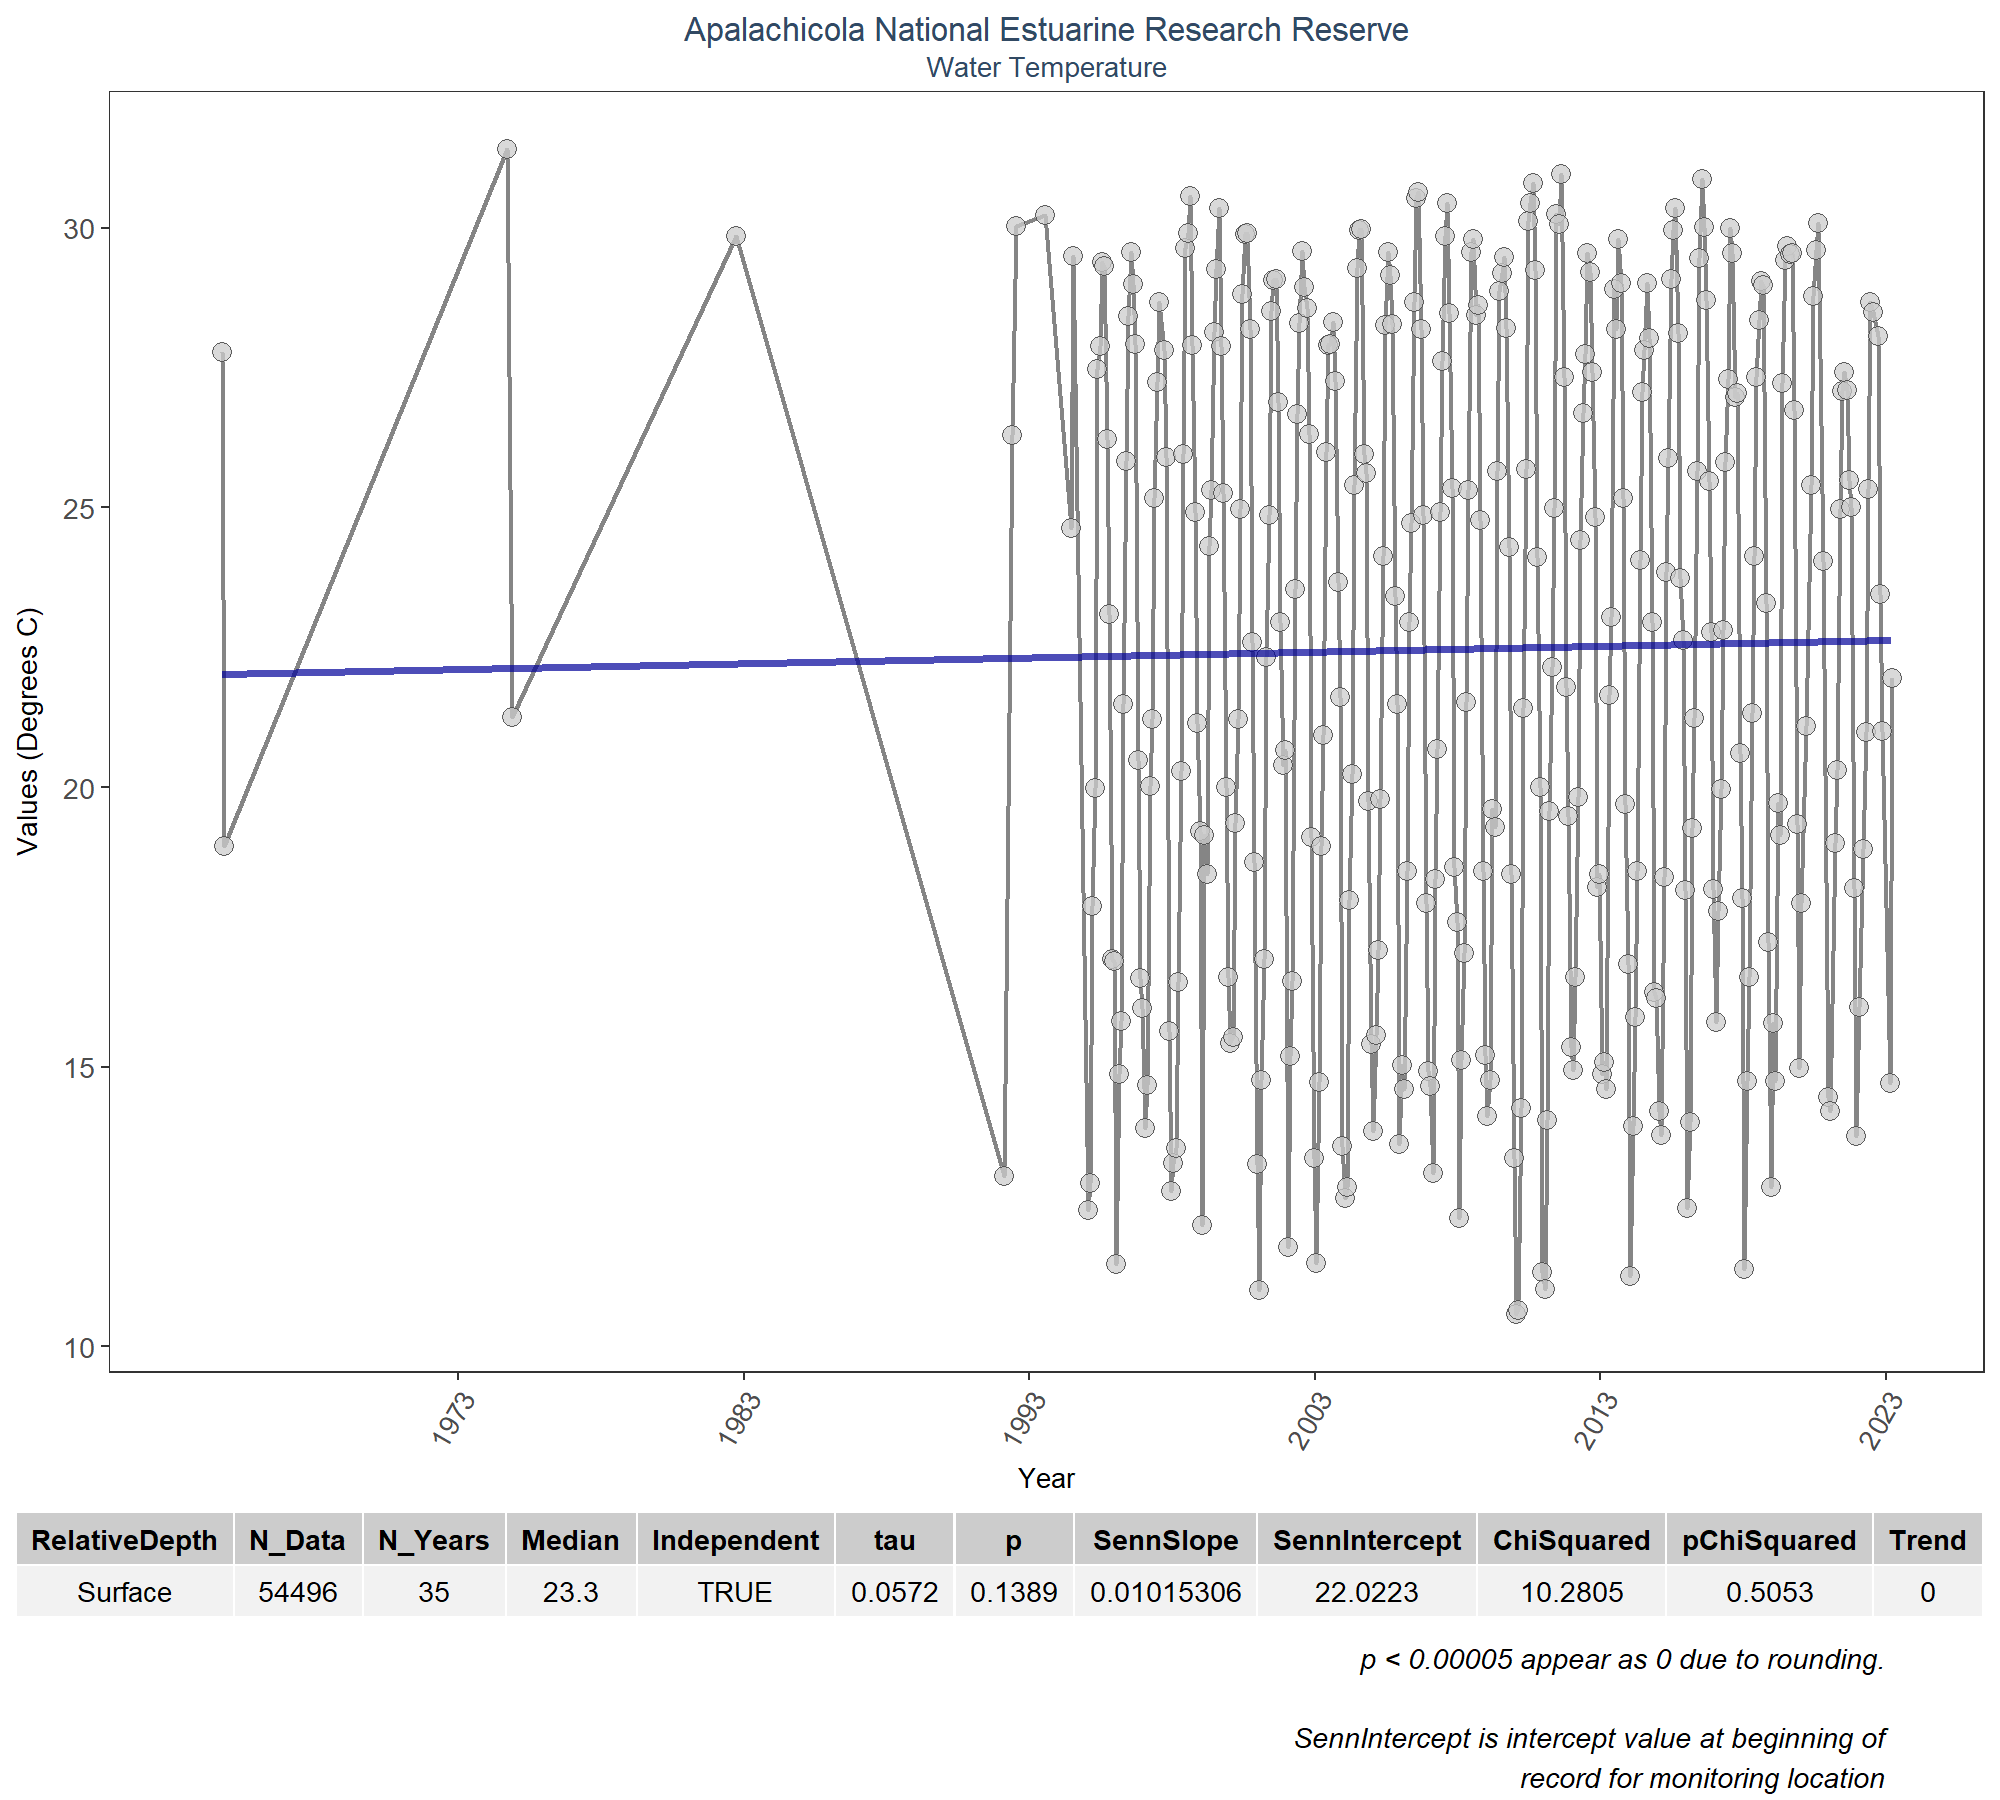 Apalachicola National Estuarine Research Reserve
Water Temperature
Values (Degrees C)
30
25
20
15
10
1973
1983
1993
2003
2013
2023
Year
RelativeDepth N_Data N_Years Median Independent tau p SennSlope SennIntercept ChiSquared pChiSquared Trend
Surface 54496 35 23.3 TRUE 0.0572 0.1389 0.01015306 22.0223 10.2805 0.5053 0
p < 0.00005 appear as 0 due to rounding.
SennIntercept is intercept value at beginning of
record for monitoring location